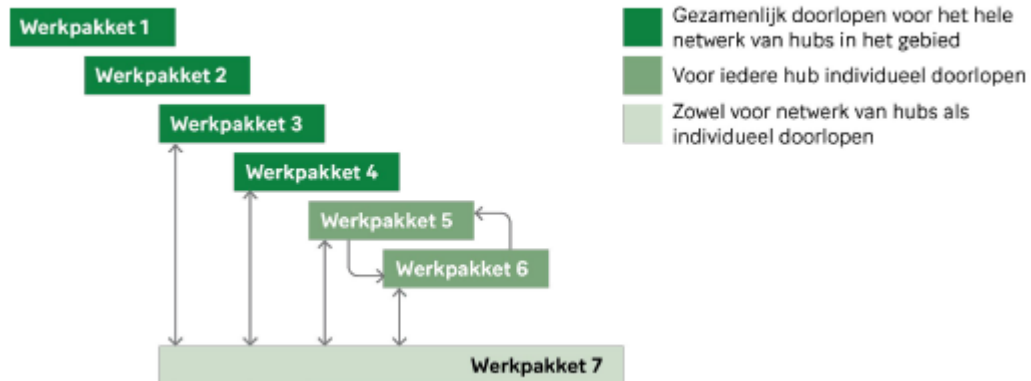 Werkpakket 1
Werkpakket 2
Werkpakket 3
Werkpakket 4
Werkpakket 5
Werkpakket 6
Werkpakket 7
Gezamenlijk doorlopen voor het hele
netwerk van hubs in het gebied
Voor iedere hub individueel doorlopen
Zowel voor netwerk van hubs als
individueel doorlopen